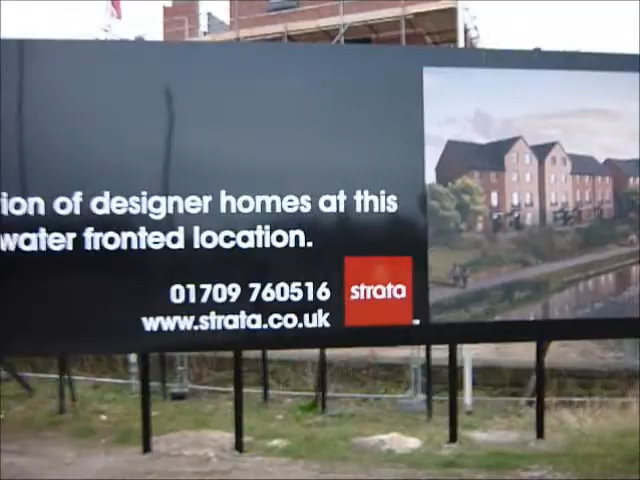 ion of designer homes at this
water fronted location.
01709 760516
www.strata.co.uk
strata